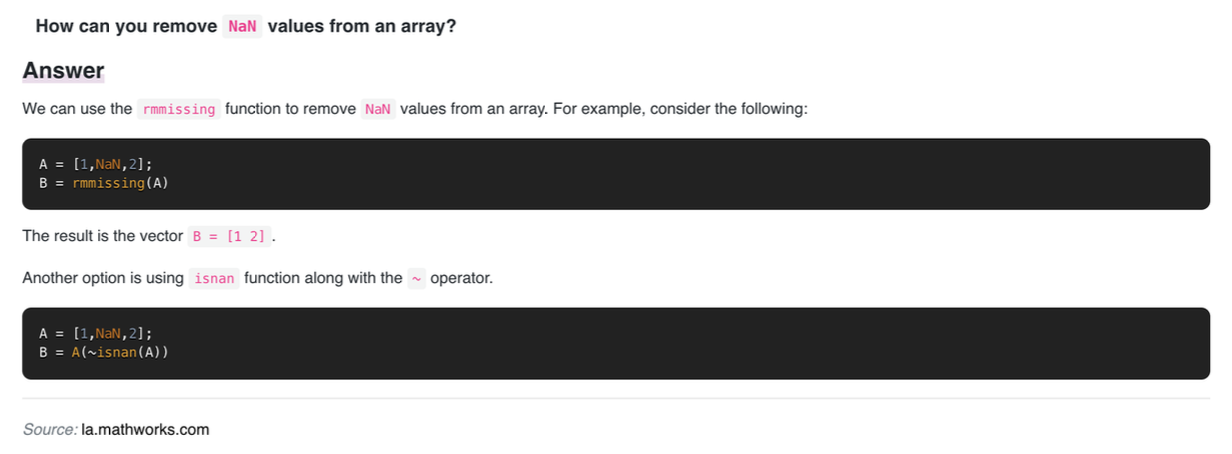 How can you remove NaN values from an array?
Answer
We can use the rmmissing function to remove NaN values from an array. For example, consider the following:
A = [1,NaN,2];
B = rmmissing(A)
The result is the vector B = [1 2].
Another option is using isnan function along with the ~ operator.
A = [1,NaN,2];
B = A(~isnan(A))
Source: la.mathworks.com